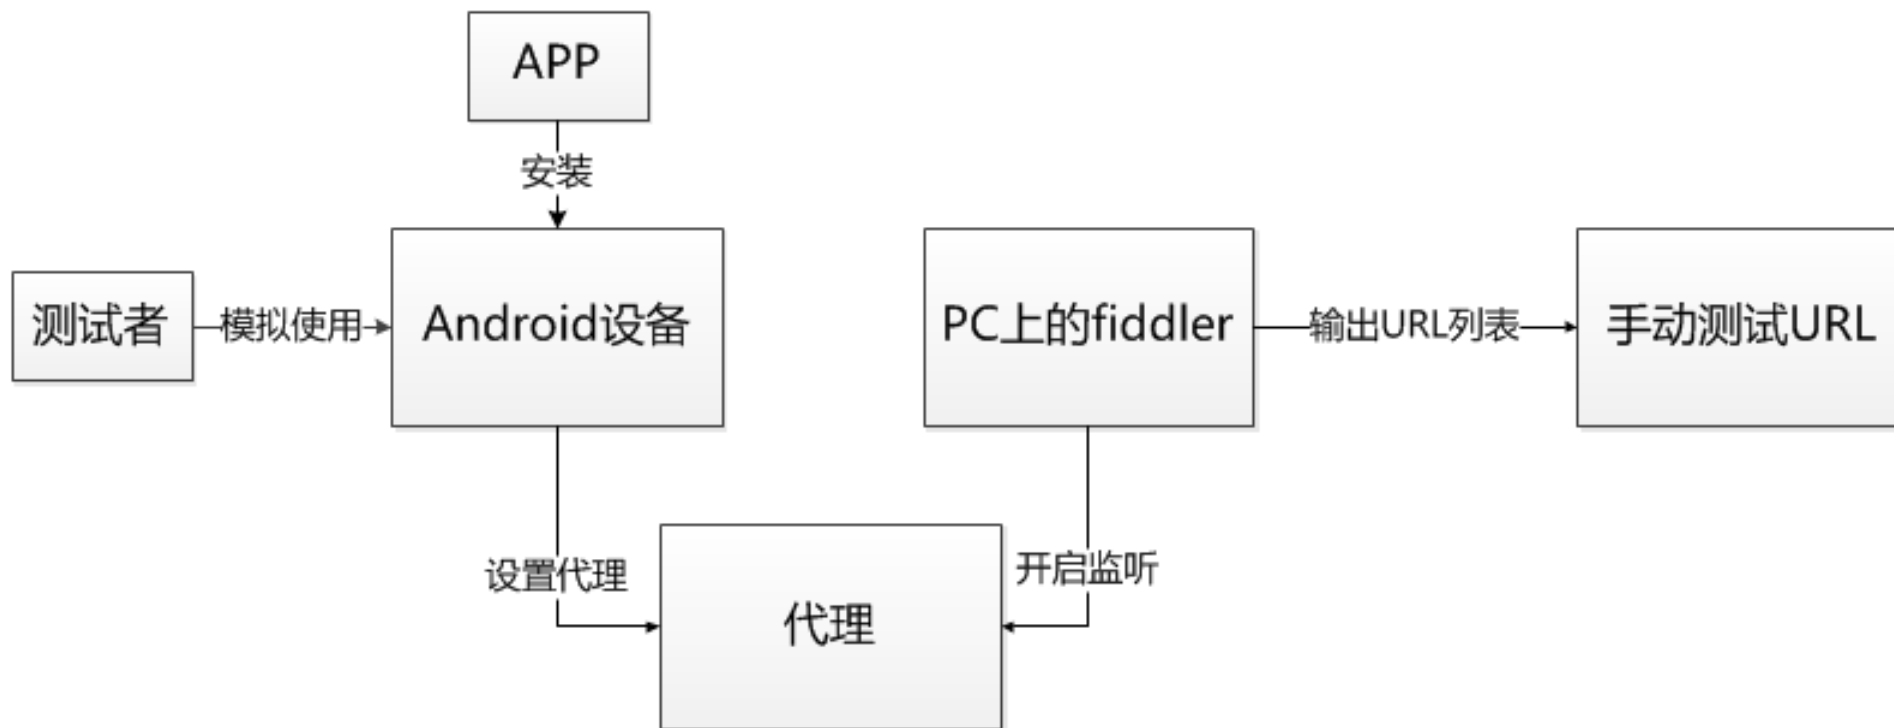 APP
安装
测试者
模拟使用
Android设备
PC上的fiddler
输出URL列表
手动测试URL
设置代理
开启监听
代理